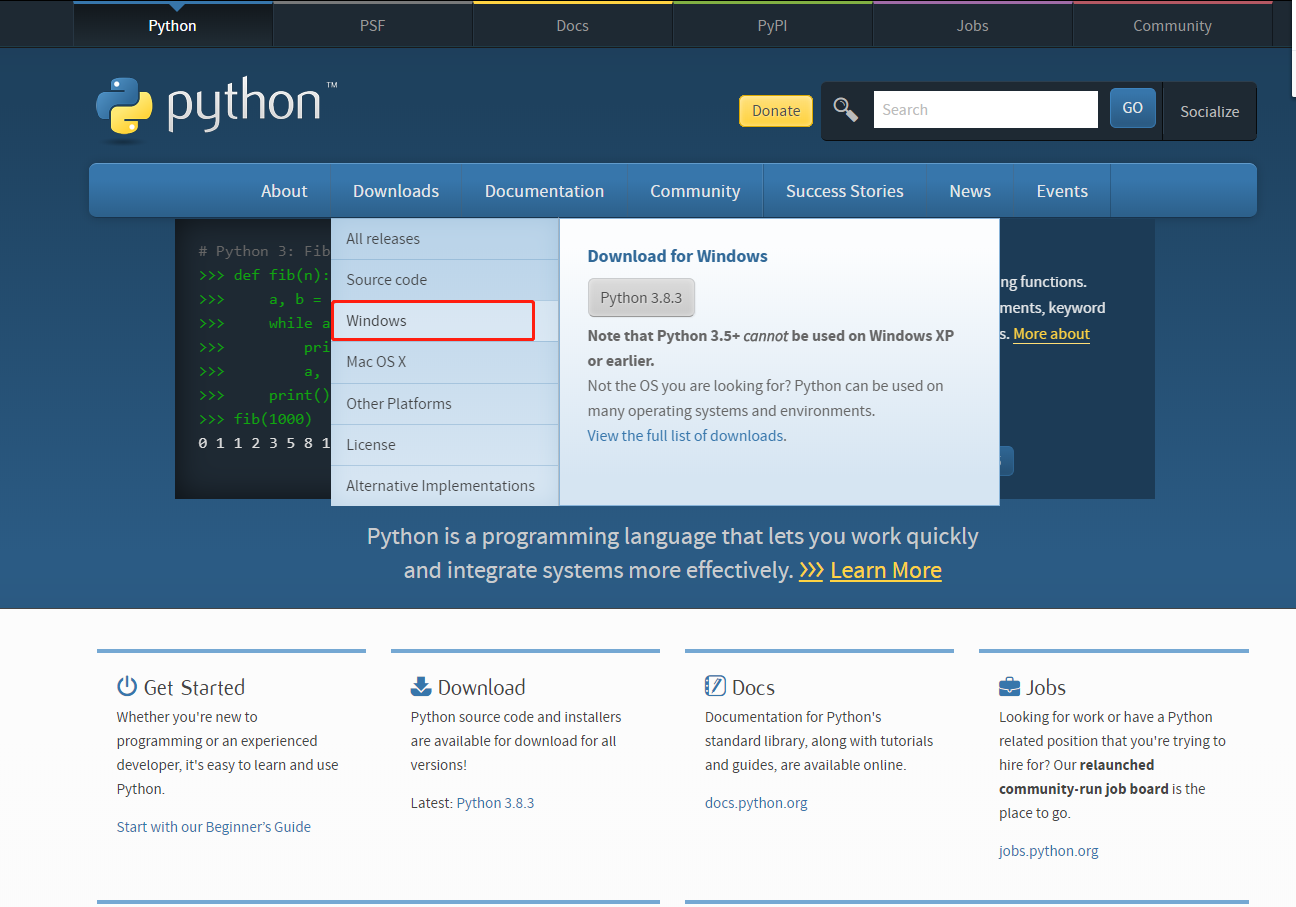 Python
PSF
Docs
PyPI
Jobs
Community
python™
Donate
Search
GO
Socialize
About
Downloads
Documentation
Community
Success Stories
News
Events
# Python 3: Fib
>>> def fib(n):
>>> a, b =
>>> while a
>>> pri
>>> a,
>>> print()
>>> fib(1000)
0 1 1 2 3 5 8 1
All releases
Source code
Windows
Mac OS X
Other Platforms
License
Alternative Implementations
Download for Windows
Python 3.8.3
Note that Python 3.5+ cannot be used on Windows XP
or earlier.
Not the OS you are looking for? Python can be used on
many operating systems and environments.
View the full list of downloads.
ng functions.
ments, keyword
s. More about
Python is a programming language that lets you work quickly
and integrate systems more effectively. >>> Learn More
Get Started
Whether you're new to
programming or an experienced
developer, it's easy to learn and use
Python.
Start with our Beginner's Guide
Download
Python source code and installers
are available for download for all
versions!
Latest: Python 3.8.3
Docs
Documentation for Python's
standard library, along with tutorials
and guides, are available online.
docs.python.org
Jobs
Looking for work or have a Python
related position that you're trying to
hire for? Our relaunched
community-run job board is the
place to go.
jobs.python.org